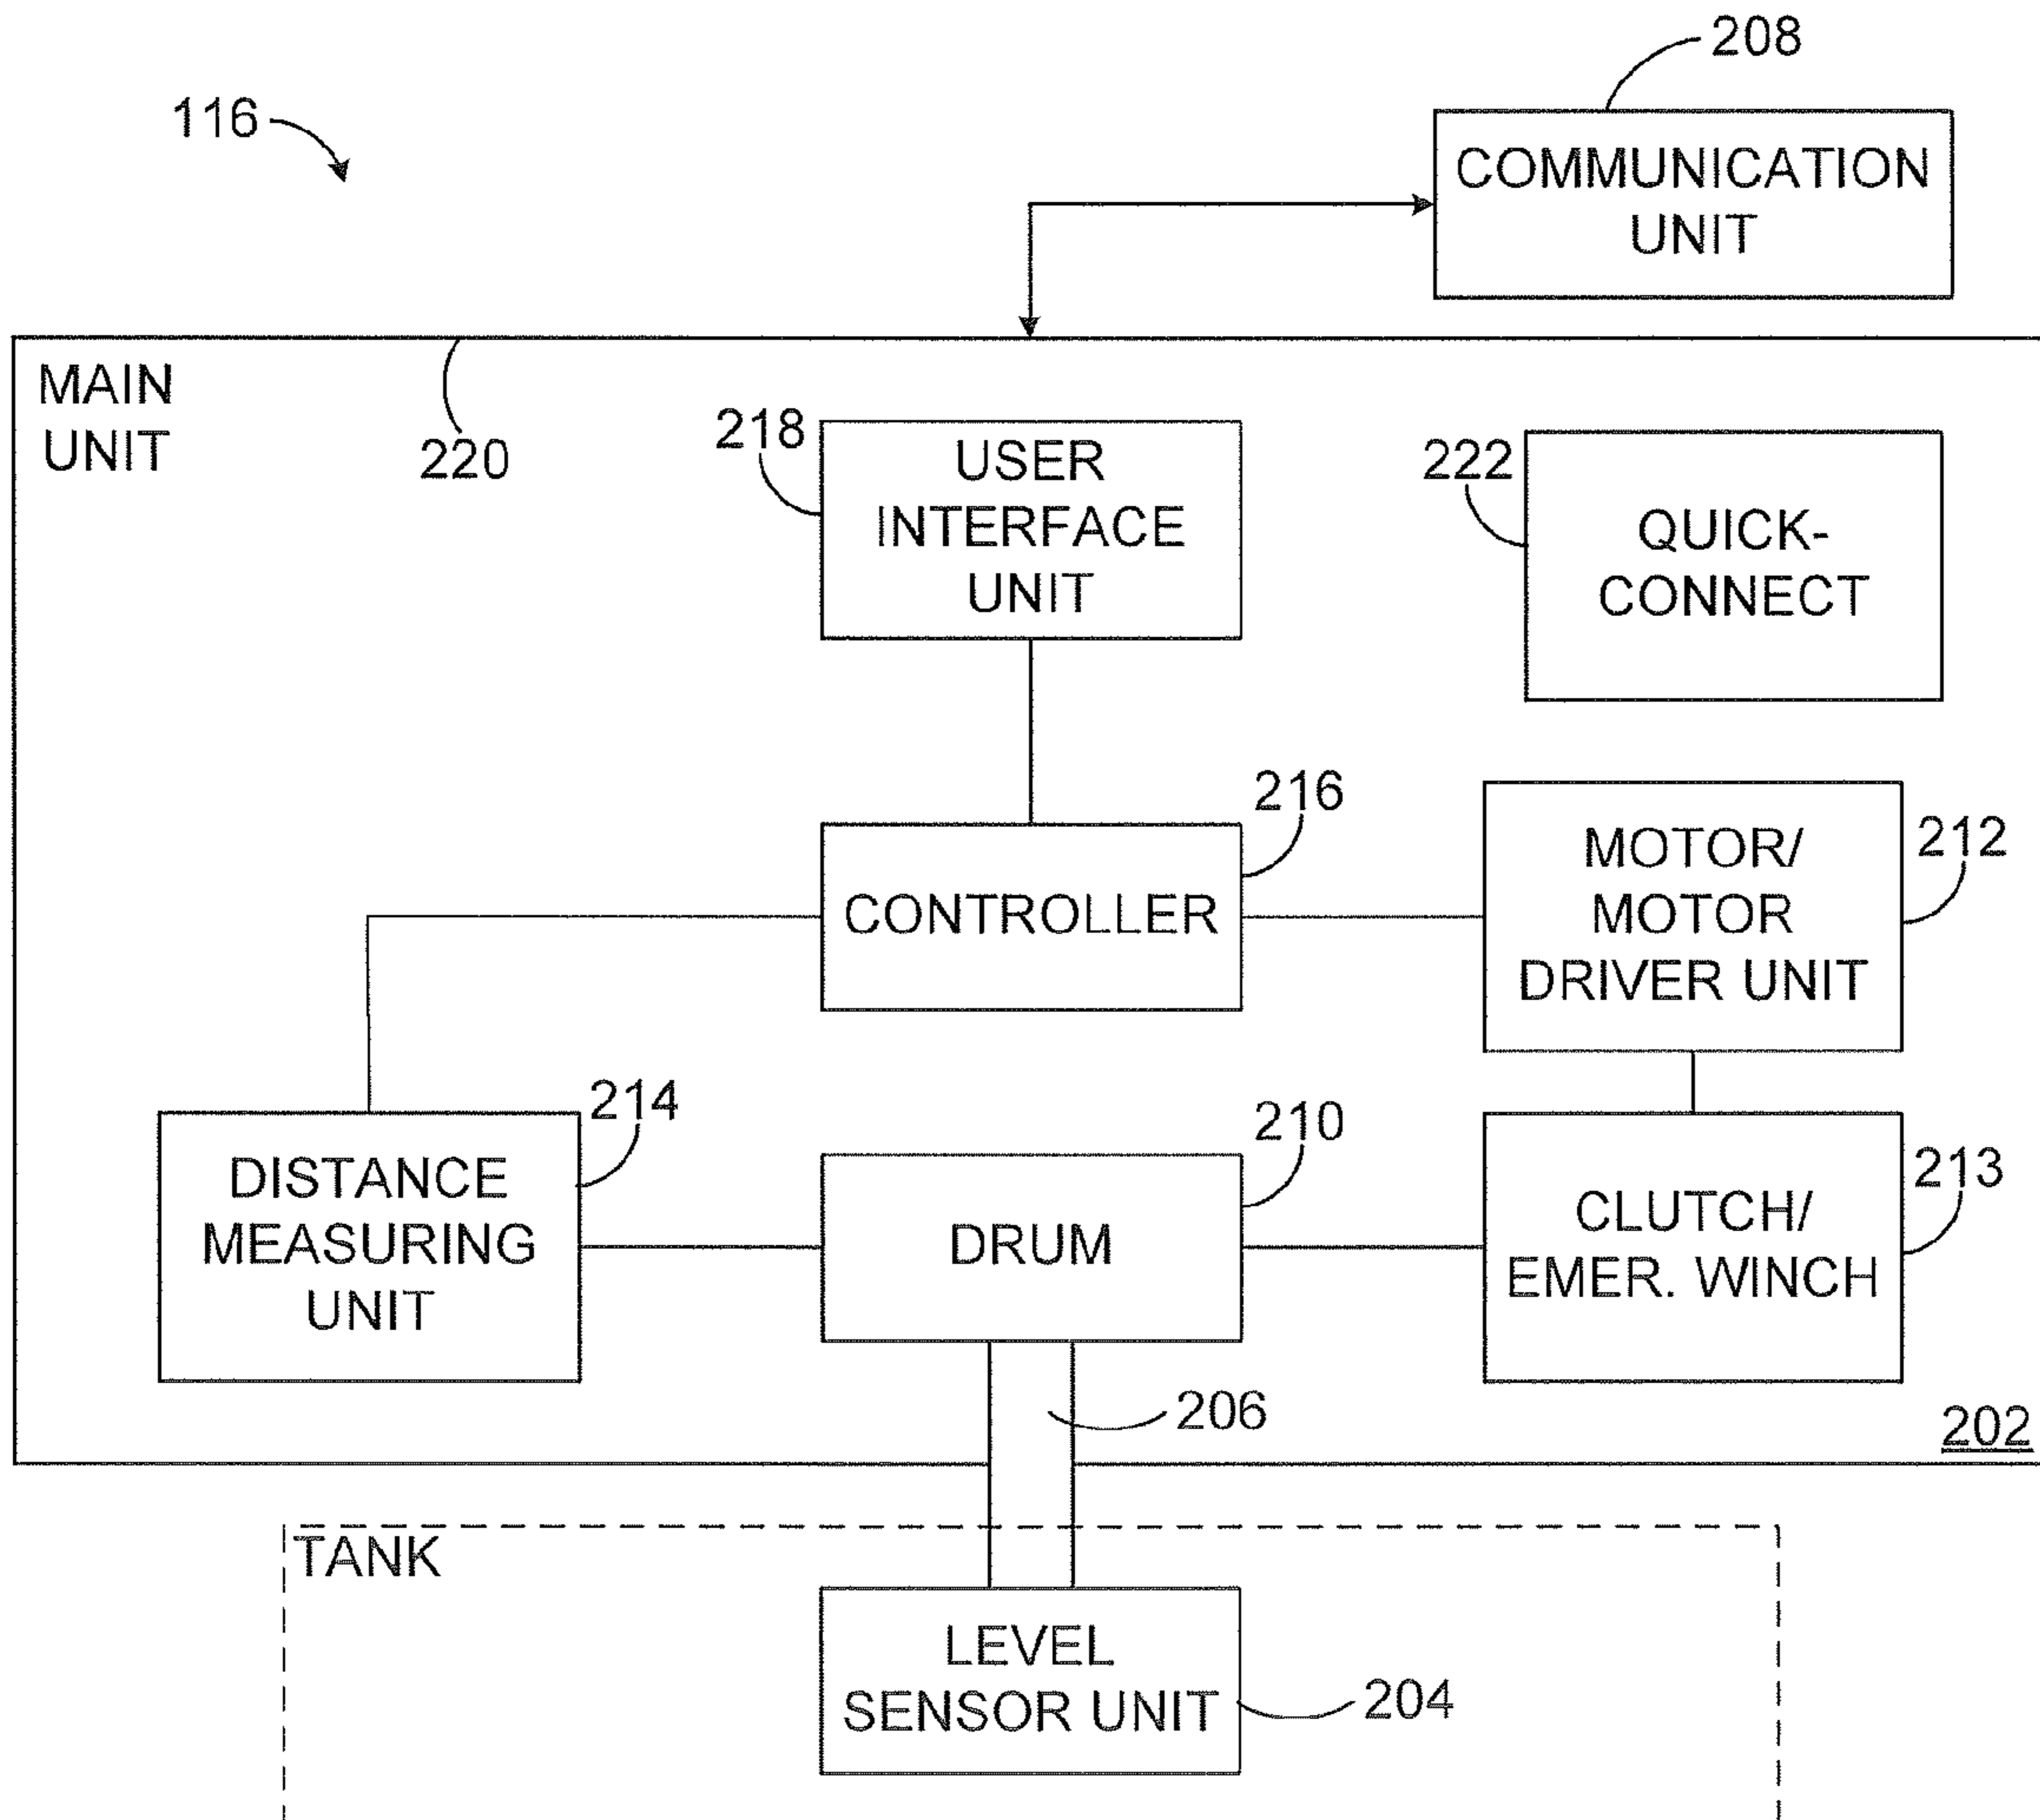 208
116
COMMUNICATION
UNIT
MAIN
UNIT
220
218
USER
INTERFACE
UNIT
222
QUICK-
CONNECT
216
CONTROLLER
MOTOR/
MOTOR
DRIVER UNIT
212
214
DISTANCE
MEASURING
UNIT
210
DRUM
213
CLUTCH/
EMER. WINCH
206
202
TANK
LEVEL
SENSOR UNIT
204